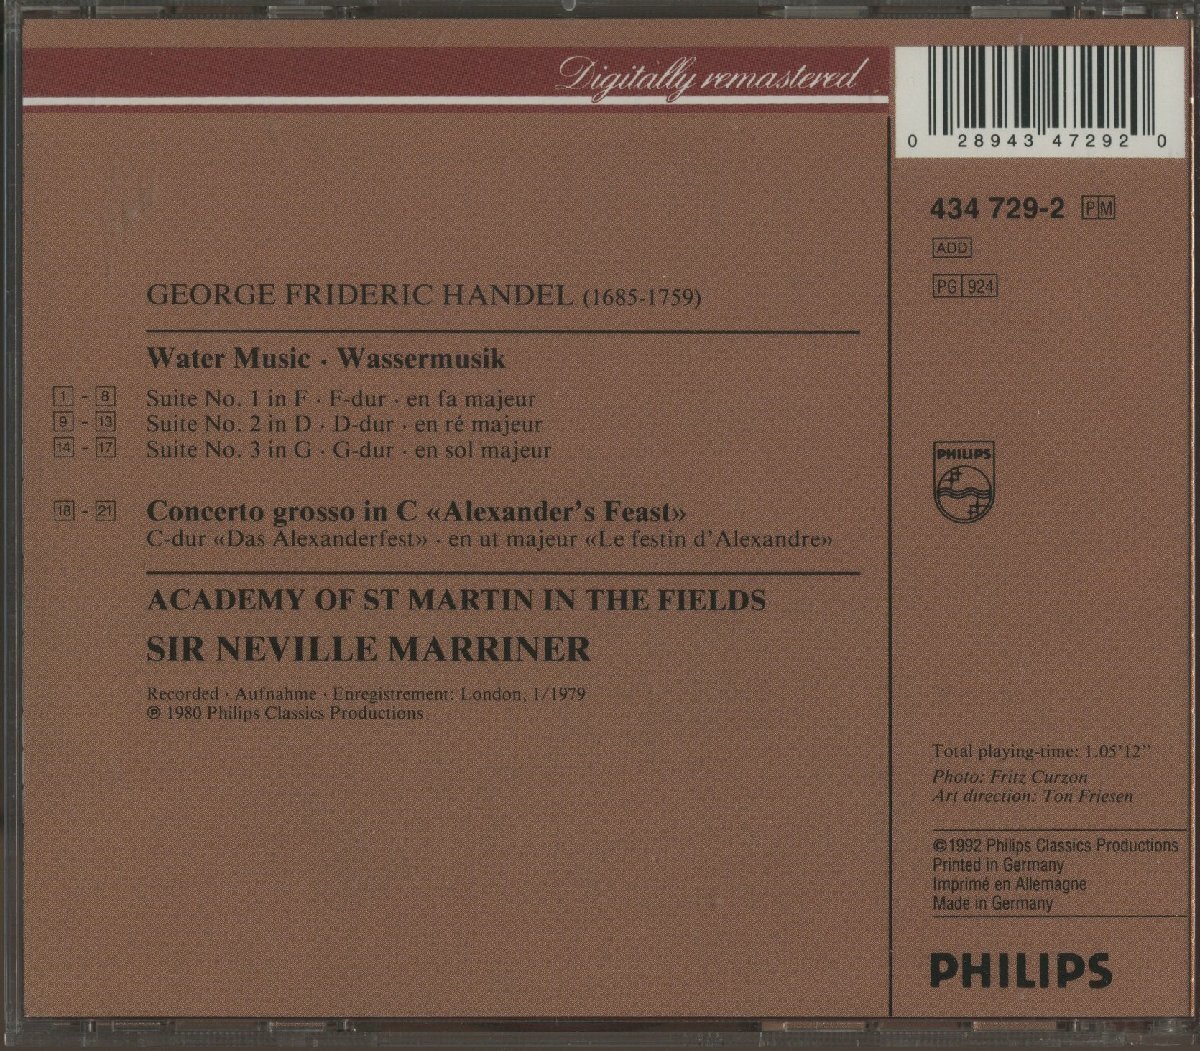 Digitally remastered
0 28943 47292 0
434 729-2 PM
ADD
PG 924
GEORGE FRIDERIC HANDEL (1685-1759)
Water Music · Wassermusik
1 - 8 Suite No. 1 in F · F-dur · en fa majeur
9 - 13 Suite No. 2 in D · D-dur · en ré majeur
14 - 17 Suite No. 3 in G · G-dur · en sol majeur
18 - 21 Concerto grosso in C «Alexander's Feast»
C-dur «Das Alexanderfest» · en ut majeur «Le festin d'Alexandre»
ACADEMY OF ST MARTIN IN THE FIELDS
SIR NEVILLE MARRINER
Recorded · Aufnahme · Enregistrement: London, 1/1979
℗ 1980 Philips Classics Productions
PHILIPS
Total playing-time: 1.05'12"
Photo: Fritz Curzon
Art direction: Ton Friesen
©1992 Philips Classics Productions
Printed in Germany
Imprimé en Allemagne
Made in Germany
PHILIPS